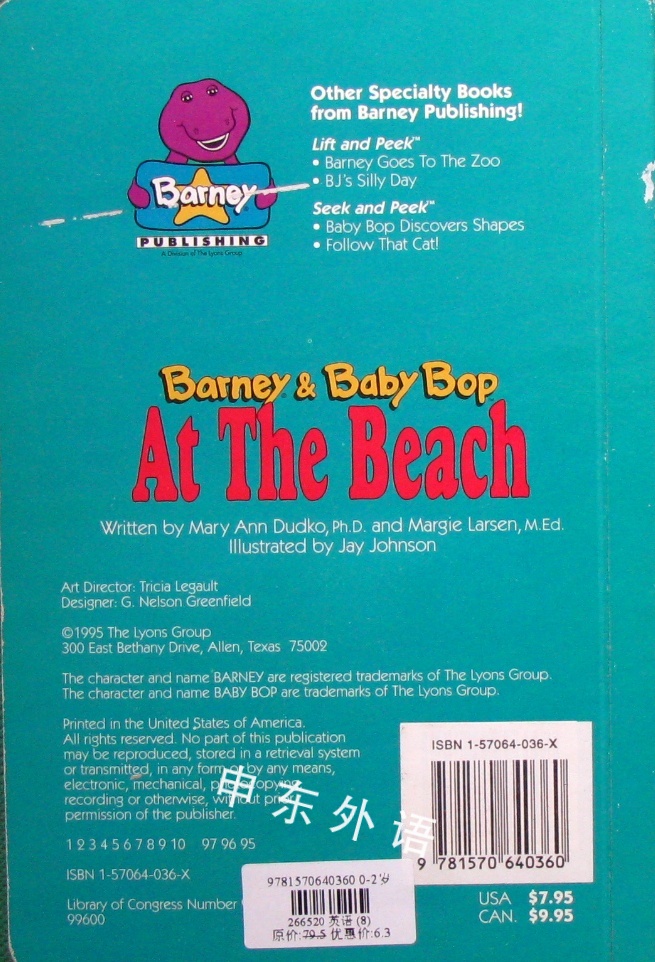 Barney
PUBLISHING
A Division of The Lyons Group
Other Specialty Books
from Barney Publishing!
Lift and Peek™
• Barney Goes To The Zoo
• BJ's Silly Day
Seek and Peek™
• Baby Bop Discovers Shapes
• Follow That Cat!
Barney & Baby Bop
At The Beach
Written by Mary Ann Dudko, Ph.D. and Margie Larsen, M.Ed.
Illustrated by Jay Johnson
Art Director: Tricia Legault
Designer: G. Nelson Greenfield
©1995 The Lyons Group
300 East Bethany Drive, Allen, Texas 75002
The character and name BARNEY are registered trademarks of The Lyons Group.
The character and name BABY BOP are trademarks of The Lyons Group.
Printed in the United States of America.
All rights reserved. No part of this publication
may be reproduced, stored in a retrieval system
or transmitted, in any form or by any means,
electronic, mechanical, photocopying,
recording or otherwise, without prior
permission of the publisher.
申东外语
1 2 3 4 5 6 7 8 9 10 97 96 95
ISBN 1-57064-036-X
Library of Congress Number
99600
ISBN 1-57064-036-X
9 781570 640360
USA $7.95
CAN. $9.95
9781570640360 0-2岁
266520 英语 (8)
原价:79.5 优惠价:6.3